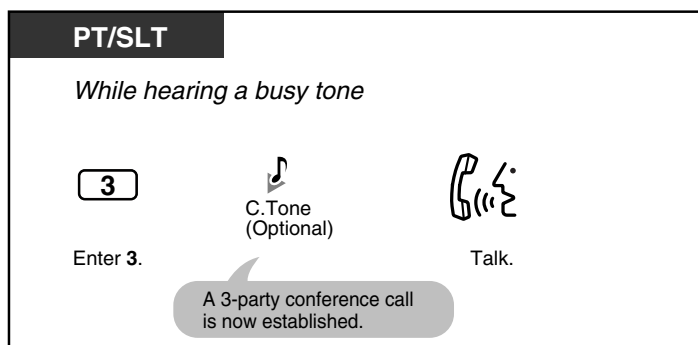 PT/SLT
While hearing a busy tone
3
C.Tone
(Optional)
Enter 3.
Talk.
A 3-party conference call
is now established.